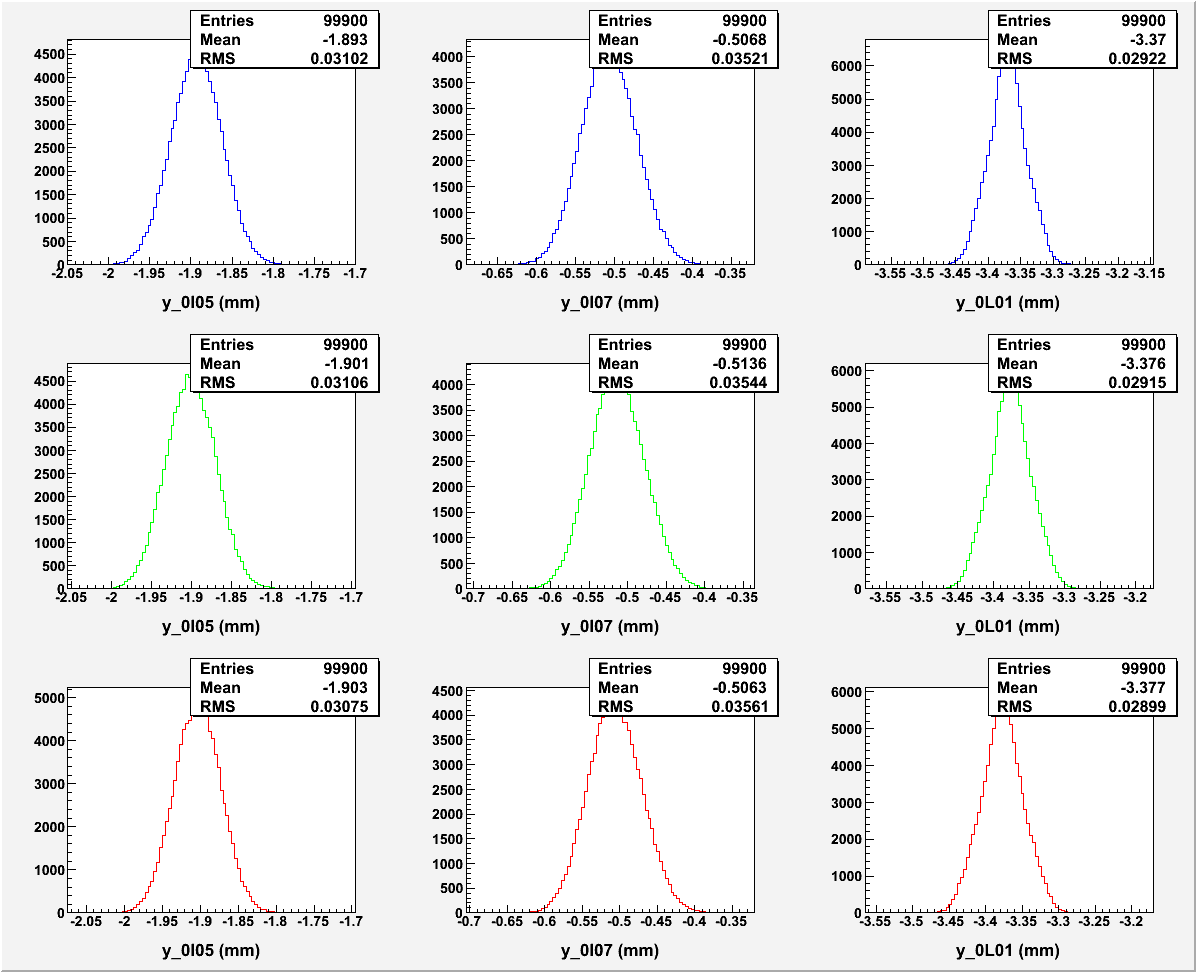 Entries 99900
Mean -1.893
RMS 0.03102
4500
4000
3500
3000
2500
2000
1500
1000
500
0
-2.05 -2 -1.95 -1.9 -1.85 -1.8 -1.75 -1.7
y_0I05 (mm)
Entries 99900
Mean -0.5068
RMS 0.03521
4000
3500
3000
2500
2000
1500
1000
500
0
-0.65 -0.6 -0.55 -0.5 -0.45 -0.4 -0.35
y_0I07 (mm)
Entries 99900
Mean -3.37
RMS 0.02922
6000
5000
4000
3000
2000
1000
0
-3.55 -3.5 -3.45 -3.4 -3.35 -3.3 -3.25 -3.2 -3.15
y_0L01 (mm)
Entries 99900
Mean -1.901
RMS 0.03106
4500
4000
3500
3000
2500
2000
1500
1000
500
0
-2.05 -2 -1.95 -1.9 -1.85 -1.8 -1.75 -1.7
y_0I05 (mm)
Entries 99900
Mean -0.5136
RMS 0.03544
4000
3500
3000
2500
2000
1500
1000
500
0
-0.7 -0.65 -0.6 -0.55 -0.5 -0.45 -0.4 -0.35
y_0I07 (mm)
Entries 99900
Mean -3.376
RMS 0.02915
6000
5000
4000
3000
2000
1000
0
-3.55 -3.5 -3.45 -3.4 -3.35 -3.3 -3.25 -3.2
y_0L01 (mm)
Entries 99900
Mean -1.903
RMS 0.03075
5000
4000
3000
2000
1000
0
-2.05 -2 -1.95 -1.9 -1.85 -1.8 -1.75 -1.7
y_0I05 (mm)
Entries 99900
Mean -0.5063
RMS 0.03561
4500
4000
3500
3000
2500
2000
1500
1000
500
0
-0.7 -0.65 -0.6 -0.55 -0.5 -0.45 -0.4 -0.35
y_0I07 (mm)
Entries 99900
Mean -3.377
RMS 0.02899
6000
5000
4000
3000
2000
1000
0
-3.55 -3.5 -3.45 -3.4 -3.35 -3.3 -3.25 -3.2
y_0L01 (mm)